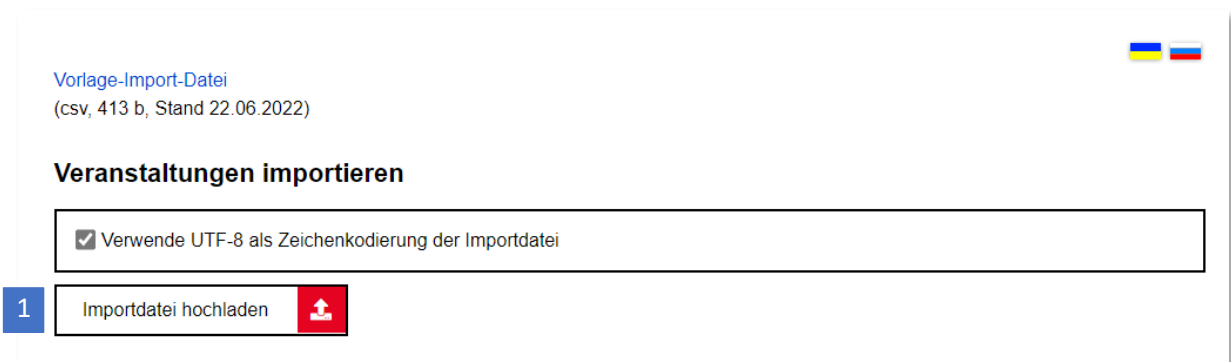 Vorlage-Import-Datei
(csv, 413 b, Stand 22.06.2022)
Veranstaltungen importieren
Verwende UTF-8 als Zeichenkodierung der Importdatei
1 Importdatei hochladen